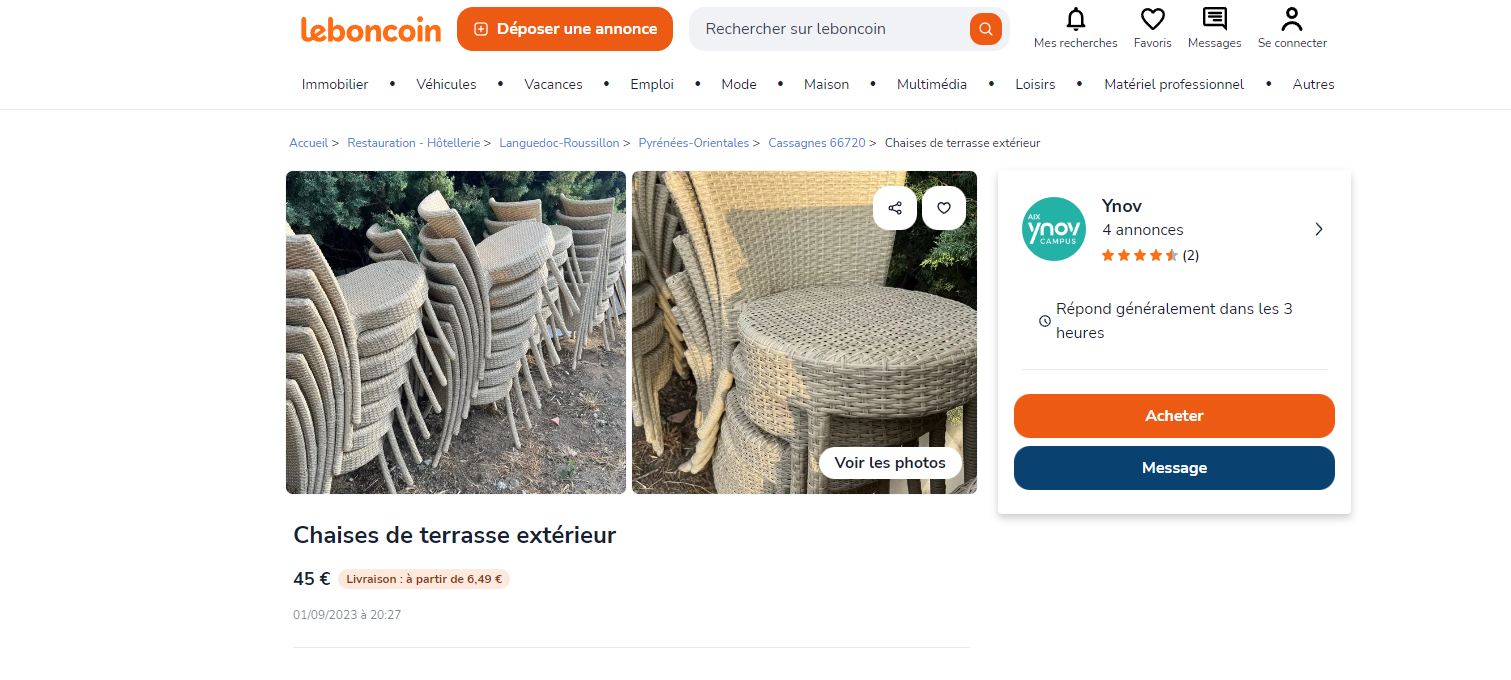 leboncoin
Déposer une annonce
Rechercher sur leboncoin
Mes recherches
Favoris
Messages
Se connecter
Immobilier • Véhicules • Vacances • Emploi • Mode • Maison • Multimédia • Loisirs • Matériel professionnel • Autres
Accueil > Restauration - Hôtellerie > Languedoc-Roussillon > Pyrénées-Orientales > Cassagnes 66720 > Chaises de terrasse extérieur
Voir les photos
Chaises de terrasse extérieur
45 € Livraison : à partir de 6,49 €
01/09/2023 à 20:27
AIX
ynov
CAMPUS
Ynov
4 annonces
(2)
Répond généralement dans les 3
heures
Acheter
Message